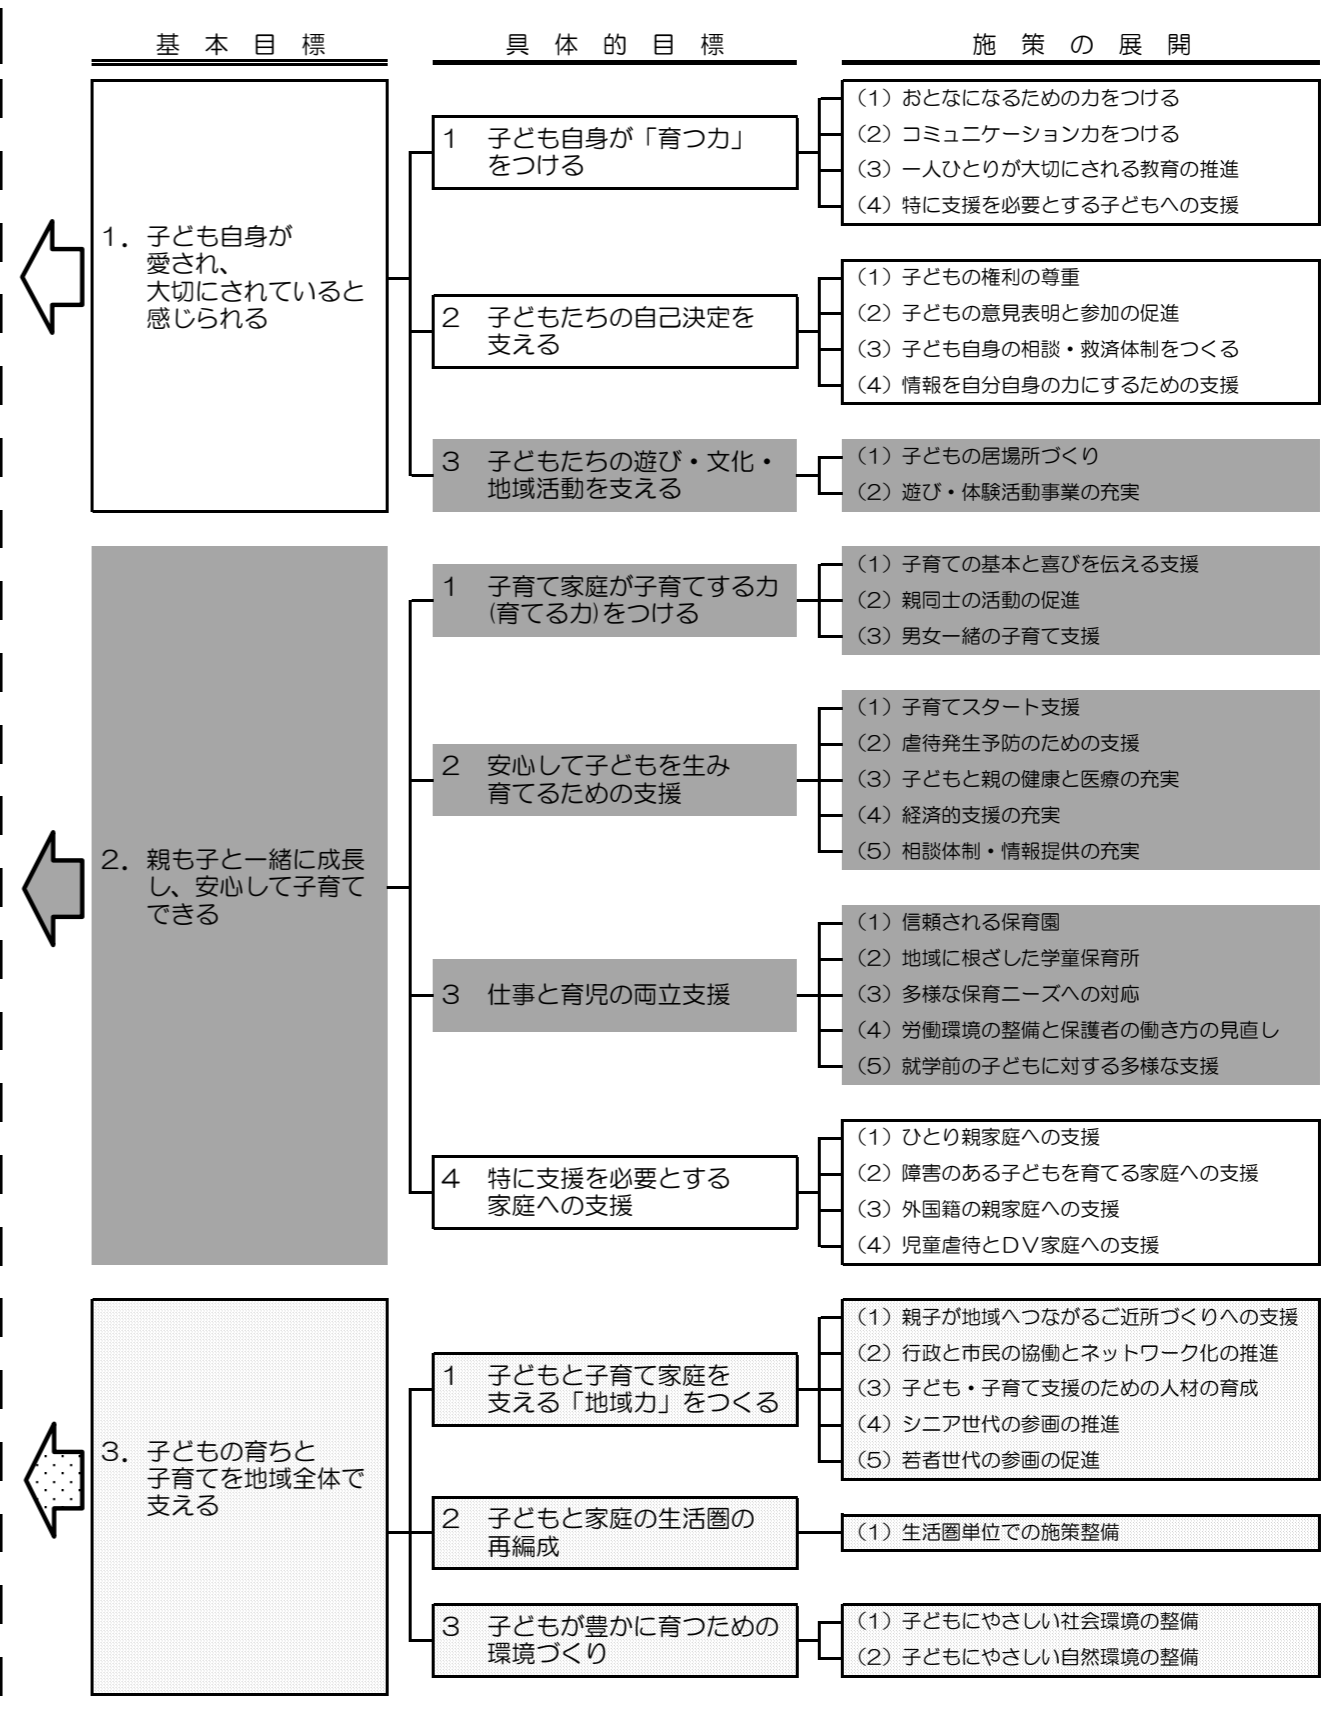 基本目標
具体的目標
施策の展開
1．子ども自身が
愛され、
大切にされていると
感じられる
1 子ども自身が「育つ力」
をつける
（1）おとなになるための力をつける
（2）コミュニケーション力をつける
（3）一人ひとりが大切にされる教育の推進
（4）特に支援を必要とする子どもへの支援
2 子どもたちの自己決定を
支える
（1）子どもの権利の尊重
（2）子どもの意見表明と参加の促進
（3）子ども自身の相談・救済体制をつくる
（4）情報を自分自身の力にするための支援
3 子どもたちの遊び・文化・
地域活動を支える
（1）子どもの居場所づくり
（2）遊び・体験活動事業の充実
2．親も子と一緒に成長
し、安心して子育て
できる
1 子育て家庭が子育てする力
(育てる力)をつける
（1）子育ての基本と喜びを伝える支援
（2）親同士の活動の促進
（3）男女一緒の子育て支援
2 安心して子どもを生み
育てるための支援
（1）子育てスタート支援
（2）虐待発生予防のための支援
（3）子どもと親の健康と医療の充実
（4）経済的支援の充実
（5）相談体制・情報提供の充実
3 仕事と育児の両立支援
（1）信頼される保育園
（2）地域に根ざした学童保育所
（3）多様な保育ニーズへの対応
（4）労働環境の整備と保護者の働き方の見直し
（5）就学前の子どもに対する多様な支援
4 特に支援を必要とする
家庭への支援
（1）ひとり親家庭への支援
（2）障害のある子どもを育てる家庭への支援
（3）外国籍の親家庭への支援
（4）児童虐待とDV家庭への支援
3．子どもの育ちと
子育てを地域全体で
支える
1 子どもと子育て家庭を
支える「地域力」をつくる
（1）親子が地域へつながるご近所づくりへの支援
（2）行政と市民の協働とネットワーク化の推進
（3）子ども・子育て支援のための人材の育成
（4）シニア世代の参画の推進
（5）若者世代の参画の促進
2 子どもと家庭の生活圏の
再編成
（1）生活圏単位での施策整備
3 子どもが豊かに育つための
環境づくり
（1）子どもにやさしい社会環境の整備
（2）子どもにやさしい自然環境の整備